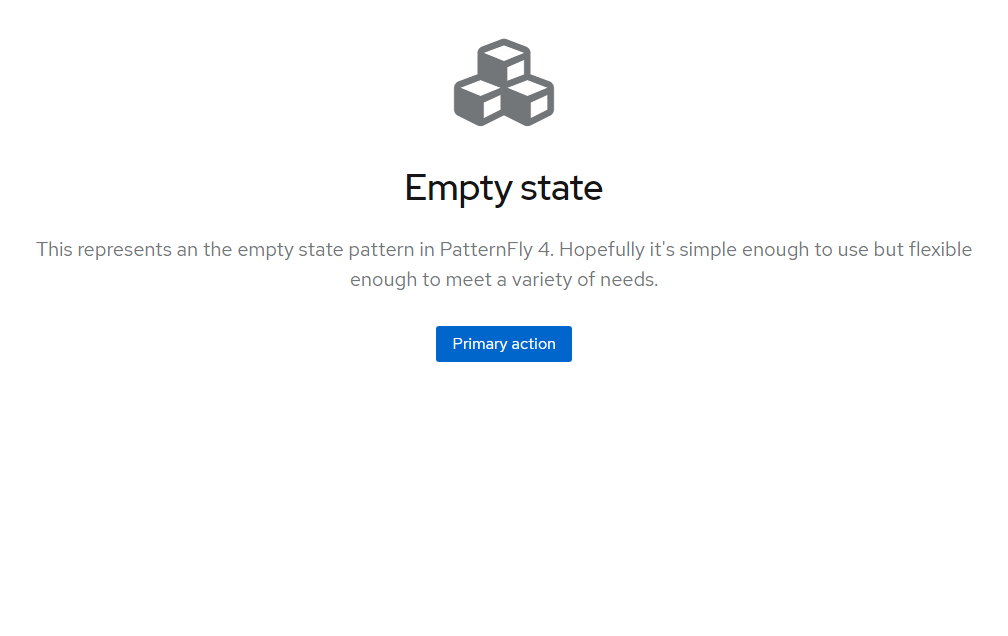 Empty state
This represents an the empty state pattern in PatternFly 4. Hopefully it's simple enough to use but flexible
enough to meet a variety of needs.
Primary action